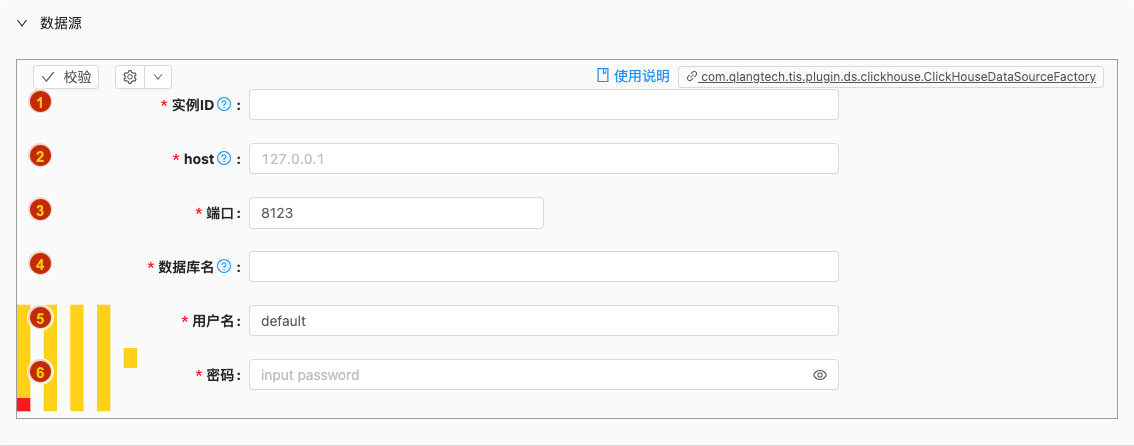 数据源
校验 使用说明 com.qlangtech.tis.plugin.ds.clickhouse.ClickHouseDataSourceFactory
1 * 实例ID ? :
2 * host ? : 127.0.0.1
3 * 端口 : 8123
4 * 数据库名 ? :
5 * 用户名 : default
6 * 密码 : input password